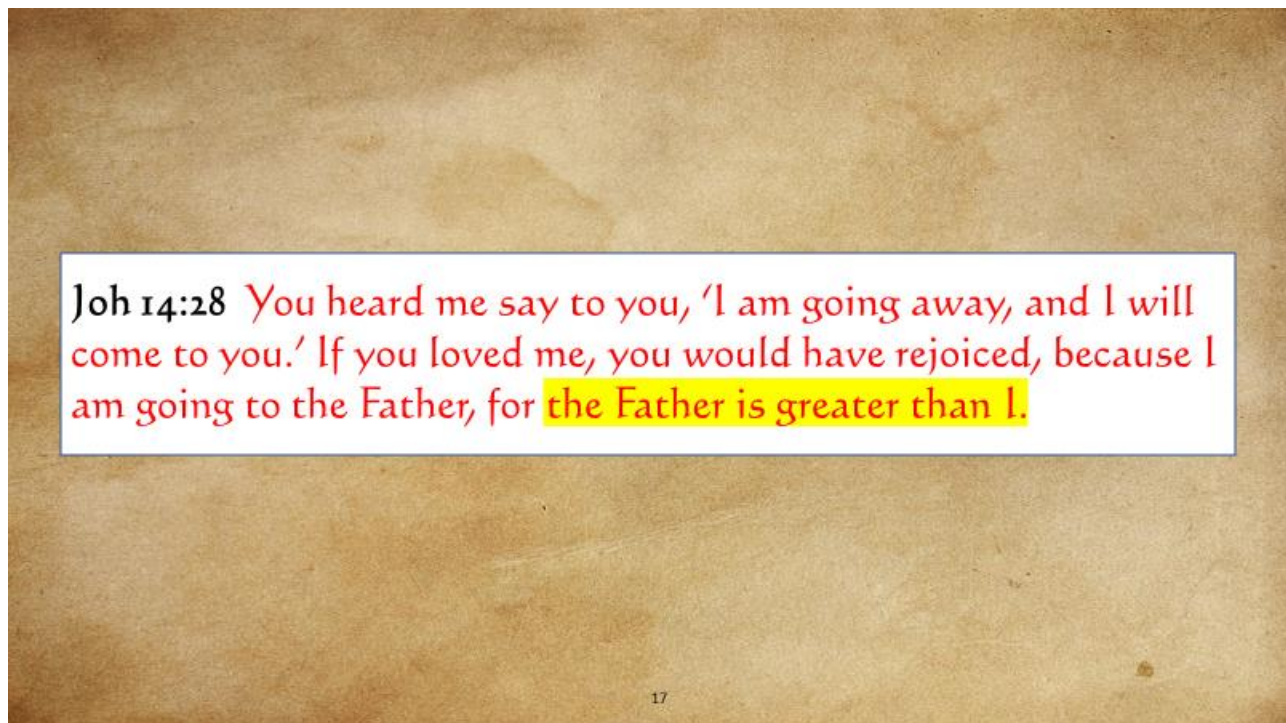 Joh 14:28 You heard me say to you, ‘I am going away, and I will
come to you.’ If you loved me, you would have rejoiced, because I
am going to the Father, for the Father is greater than I.
17